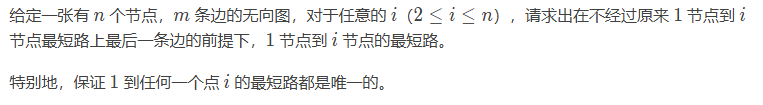 给定一张有 n 个节点，m 条边的无向图，对于任意的 i（2 ≤ i ≤ n），请求出在不经过原来 1 节点到 i
节点最短路上最后一条边的前提下，1 节点到 i 节点的最短路。
特别地，保证 1 到任何一个点 i 的最短路都是唯一的。